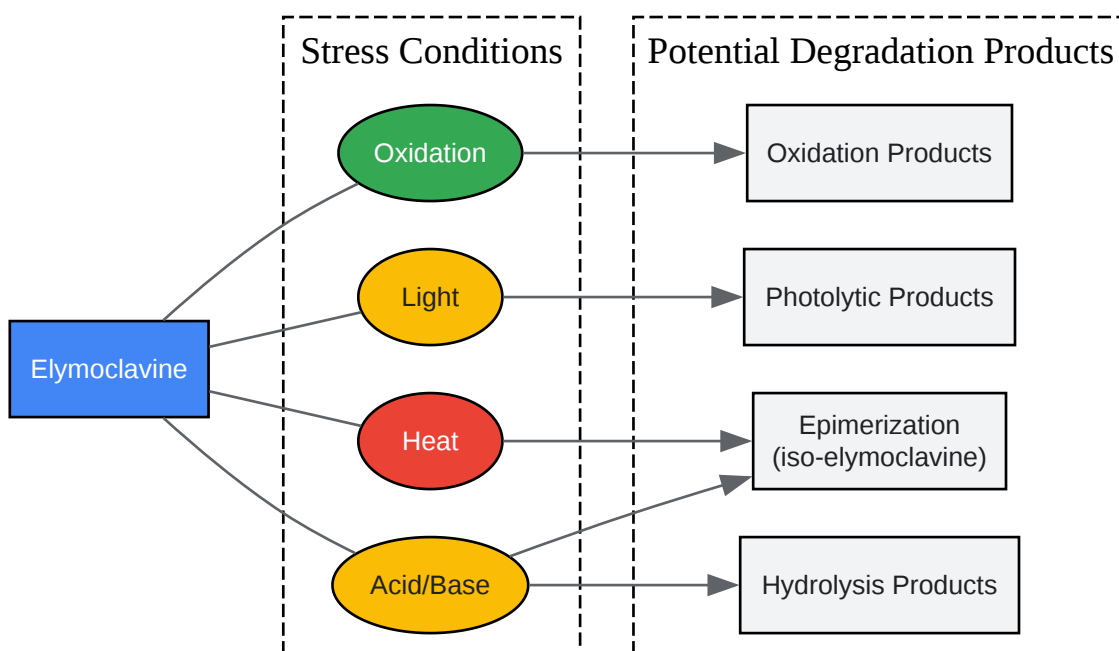 Stress Conditions
Potential Degradation Products
Oxidation
Oxidation Products
Light
Photolytic Products
Elymoclavine
Heat
Epimerization
(iso-elymoclavine)
Acid/Base
Hydrolysis Products